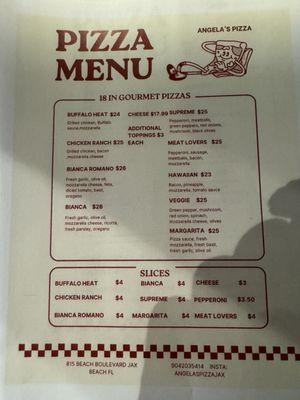 PIZZA
MENU
ANGELA'S PIZZA
18 IN GOURMET PIZZAS
BUFFALO HEAT $24
Grilled chicken, Buffalo
sauce,mozzarella
CHICKEN RANCH $25
Grilled chicken, bacon
,mozzarella cheese
BIANCA ROMANO $26
Fresh garlic, olive oil,
mozzarella cheese, feta,
diced tomato, basil,
oregano
BIANCA $26
Fresh garlic, olive oil,
mozzarella cheese, ricotta,
fresh parsley, oregano
CHEESE $17.99
ADDITIONAL
TOPPINGS $3
EACH
SUPREME $25
Pepperoni, meatballs,
green peppers, red onions,
mushroom, black olives
MEAT LOVERS $25
Pepperoni, sausage,
meatballs, bacon,
mozzarella
HAWAIIAN $23
Bacon, pineapple,
mozzarella, tomato sauce
VEGGIE $25
Green pepper, mushroom,
red onion, spinach,
mozzarella cheese, olives
MARGARITA $25
Pizza sauce, fresh
mozzarella, fresh basil,
fresh garlic, olive oil.
SLICES
BUFFALO HEAT $4 BIANCA $4 CHEESE $3
CHICKEN RANCH $4 SUPREME $4 PEPPERONI $3.50
BIANCA ROMANO $4 MARGARITA $4 MEAT LOVERS $4
815 BEACH BOULEVARD JAX
BEACH FL
9042035414 INSTA:
ANGELASPIZZAJAX